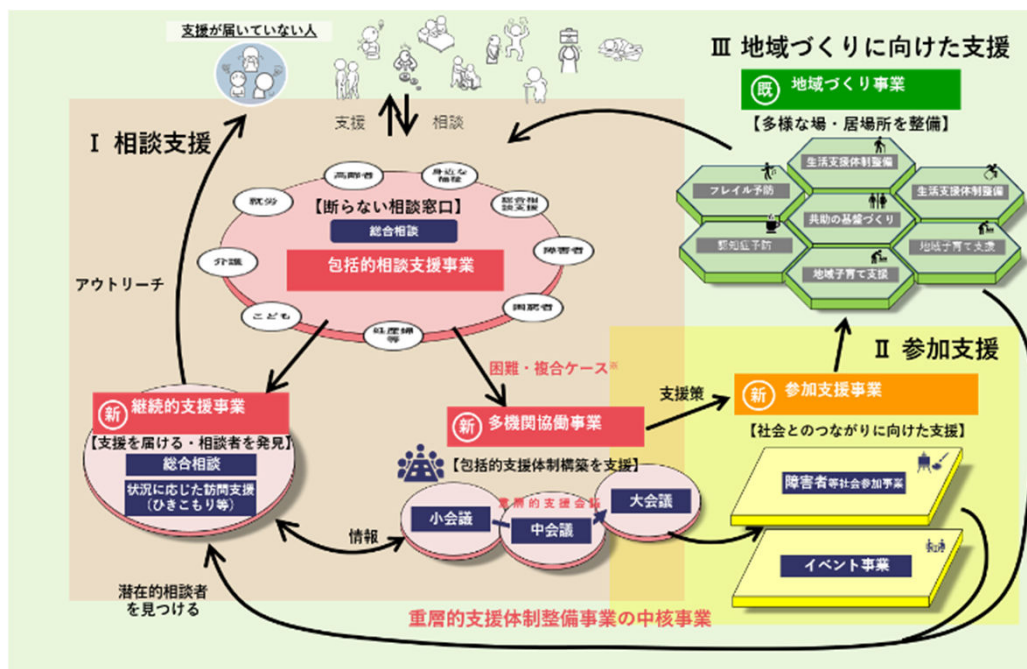 支援が届いていない人
支援
相談
Ⅰ 相談支援
高齢者
身近な
就労
【断らない相談窓口】
総合相
談支援
総合相談
包括的相談支援事業
介護
障害者
こども
困窮者
妊産婦
等
アウトリーチ
困難・複合ケース※
新 継続的支援事業
【支援を届ける・相談者を発見】
総合相談
状況に応じた訪問支援
（ひきこもり等）
新 多機関協働事業
【包括的支援体制構築を支援】
重層的支援会議
小会議
中会議
大会議
情報
支援策
潜在的相談者
を見つける
重層的支援体制整備事業の中核事業
Ⅲ 地域づくりに向けた支援
既 地域づくり事業
【多様な場・居場所を整備】
生活支援体制整備
フレイル予防
生活支援体制整備
共助の基盤づくり
認知症予防
地域子育て支援
地域子育て支援
Ⅱ 参加支援
新 参加支援事業
【社会とのつながりに向けた支援】
障害者等社会参加事業
イベント事業